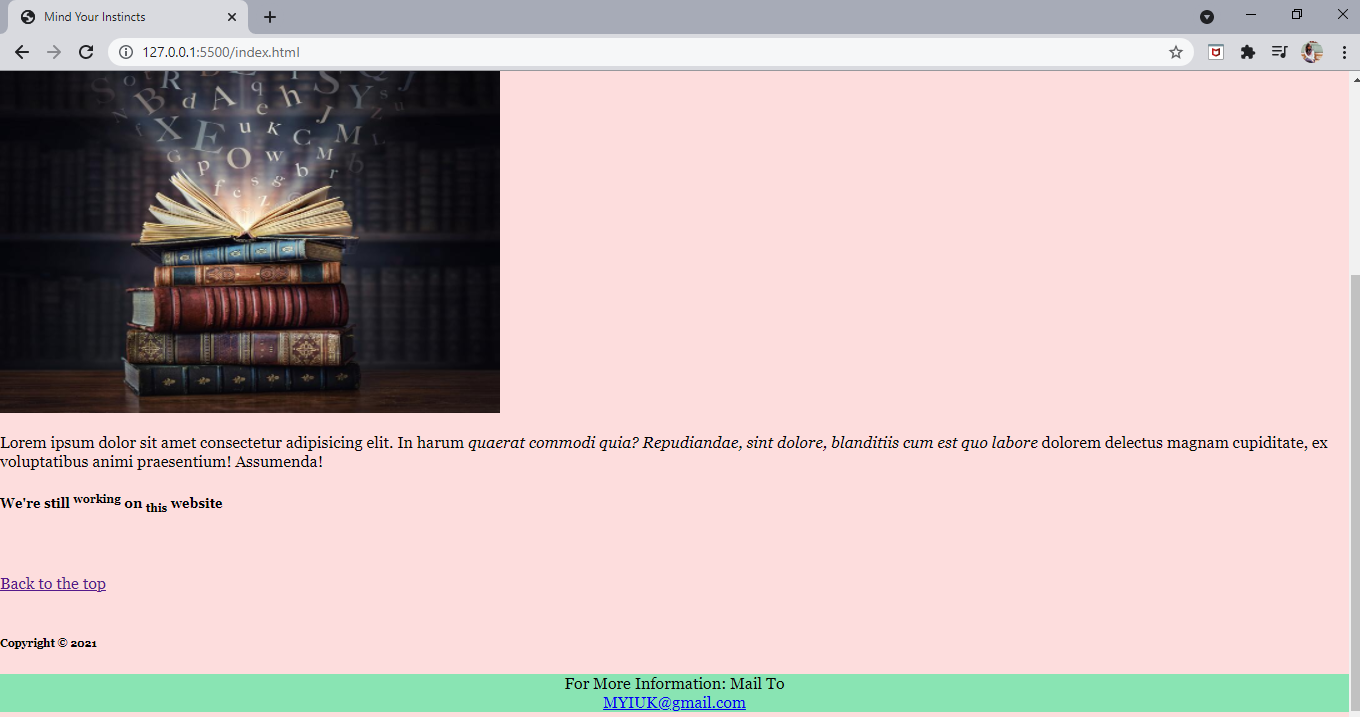 Mind Your Instincts
127.0.0.1:5500/index.html
Lorem ipsum dolor sit amet consectetur adipisicing elit. In harum quaerat commodi quia? Repudiandae, sint dolore, blanditiis cum est quo labore dolorem delectus magnam cupiditate, ex
voluptatibus animi praesentium! Assumenda!
We're still working on this website
Back to the top
Copyright © 2021
For More Information: Mail To
MYIUK@gmail.com